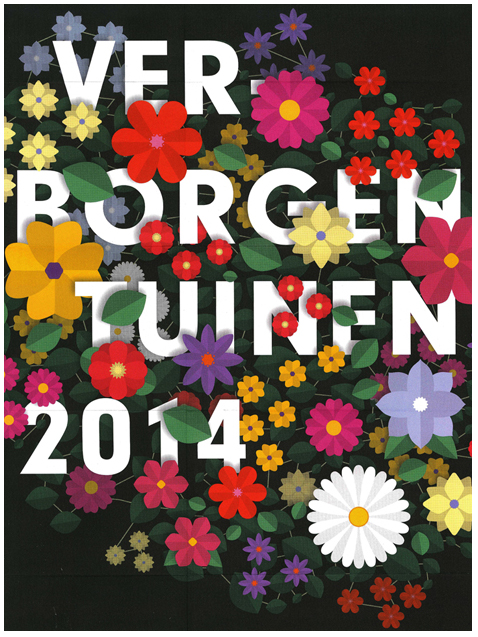 VER-
BORGEN
TUINEN
2014